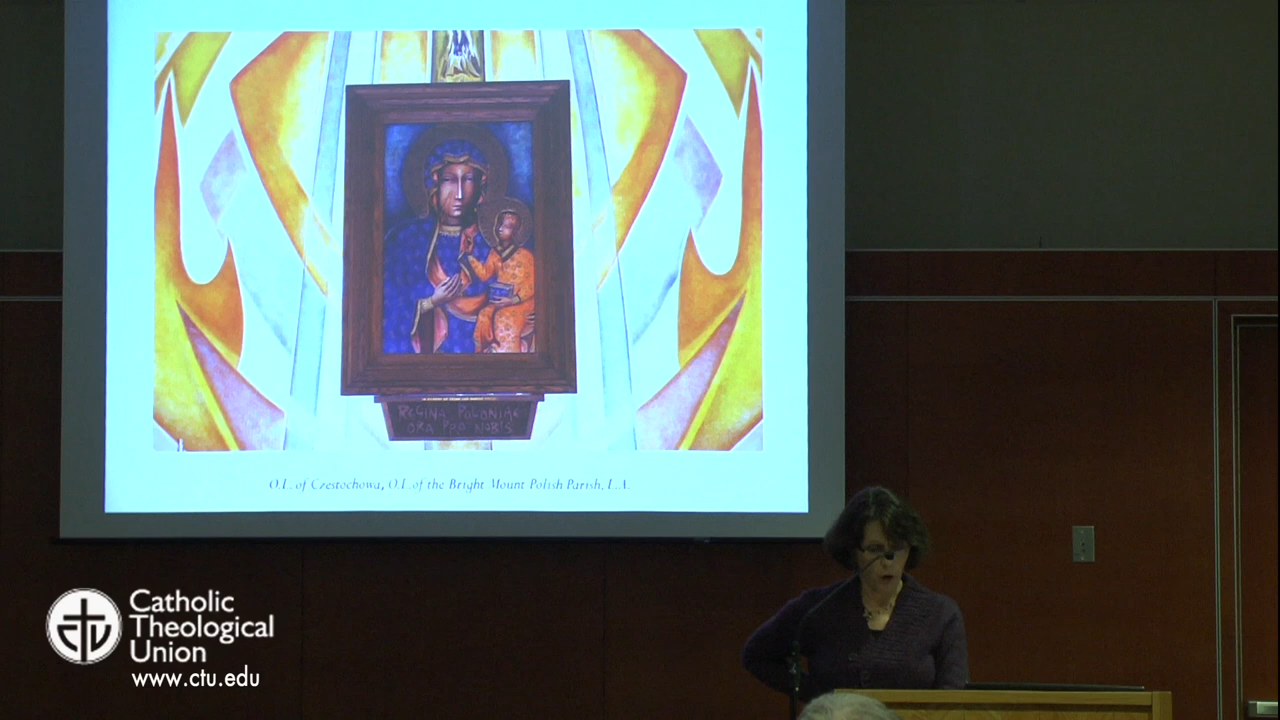 REGINA POLONIAE
ORA PRO NOBIS
O.L. of Czestochowa, O.L. of the Bright Mount Polish Parish, L.A.
Catholic
Theological
Union
www.ctu.edu